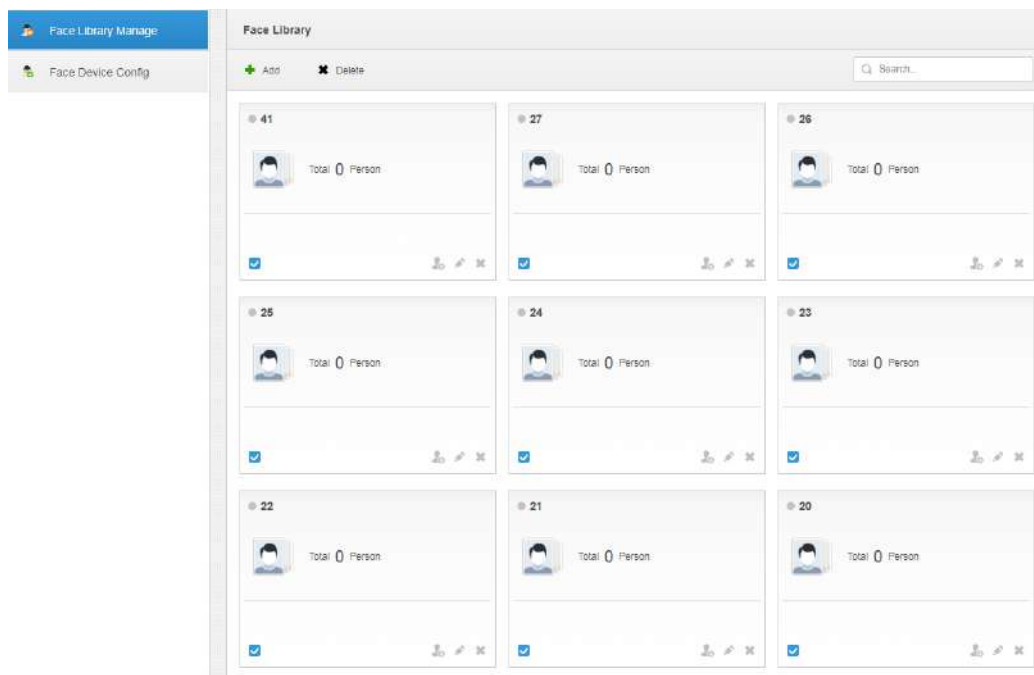 Face Library Manage
Face Device Config
Face Library
Add
Delete
Search...
41
27
26
Total 0 Person
Total 0 Person
Total 0 Person
25
24
23
Total 0 Person
Total 0 Person
Total 0 Person
22
21
20
Total 0 Person
Total 0 Person
Total 0 Person